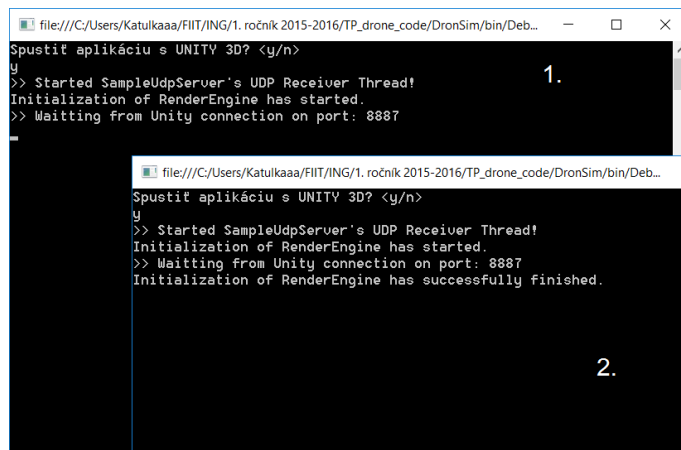 file:///C:/Users/Katulkaaa/FIIT/ING/1. ročník 2015-2016/TP_drone_code/DronSim/bin/Deb...
Spustiť aplikáciu s UNITY 3D? <y/n>
y
>> Started SampleUdpServer's UDP Receiver Thread!
Initialization of RenderEngine has started.
>> Waitting from Unity connection on port: 8887
1.
file:///C:/Users/Katulkaaa/FIIT/ING/1. ročník 2015-2016/TP_drone_code/DronSim/bin/Deb...
Spustiť aplikáciu s UNITY 3D? <y/n>
y
>> Started SampleUdpServer's UDP Receiver Thread!
Initialization of RenderEngine has started.
>> Waitting from Unity connection on port: 8887
Initialization of RenderEngine has successfully finished.
2.